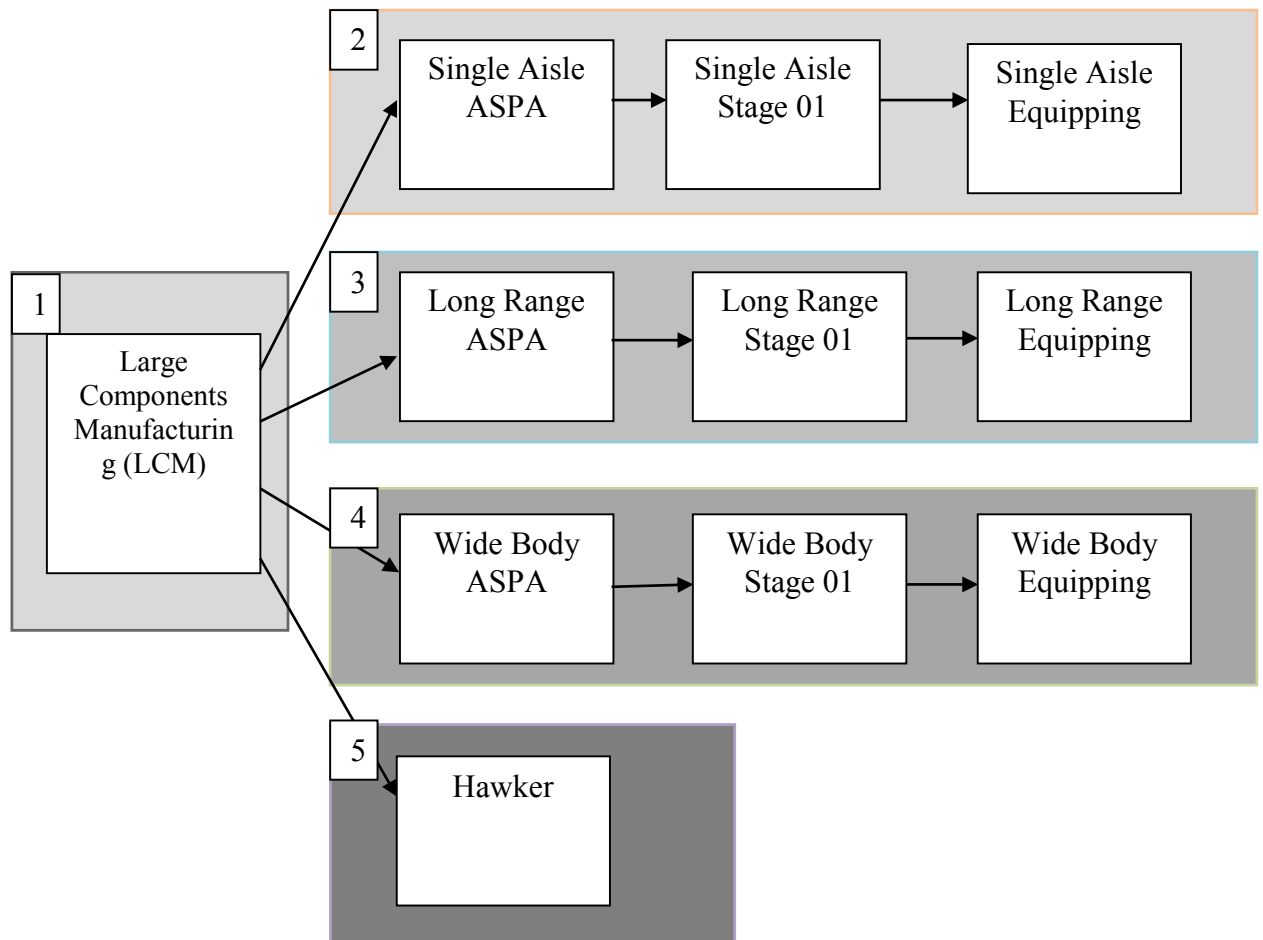 2
Single Aisle
ASPA
Single Aisle
Stage 01
Single Aisle
Equipping
3
Long Range
ASPA
Long Range
Stage 01
Long Range
Equipping
1
Large
Components
Manufacturin
g (LCM)
4
Wide Body
ASPA
Wide Body
Stage 01
Wide Body
Equipping
5
Hawker